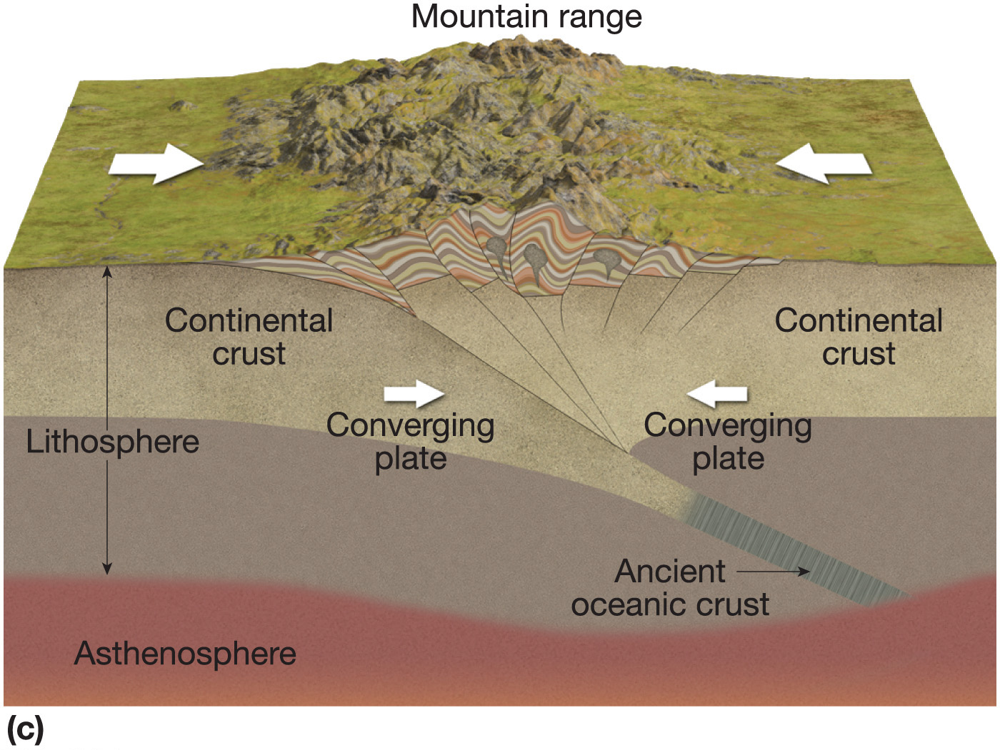 Mountain range
Continental
crust
Continental
crust
Converging
plate
Converging
plate
Lithosphere
Ancient
oceanic crust
Asthenosphere
(c)